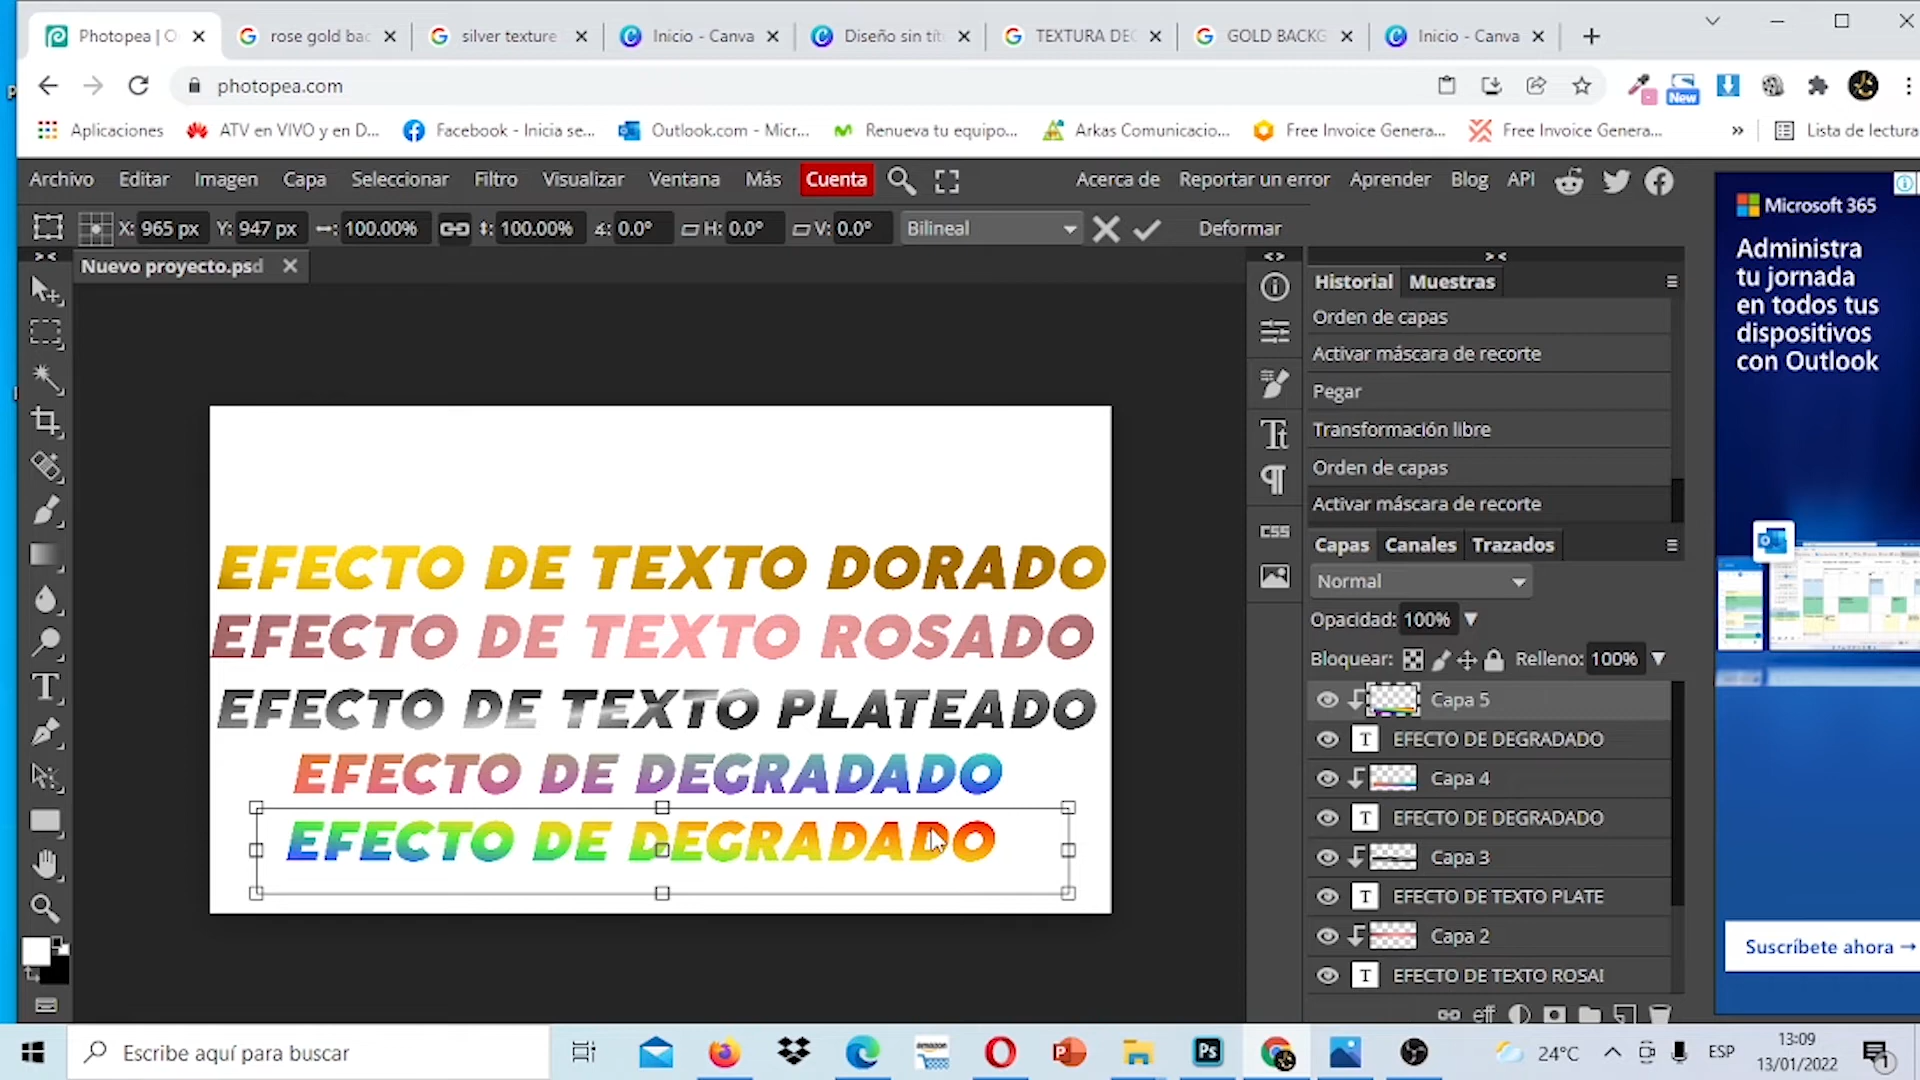 Photopea | O
rose gold bac
silver texture
Inicio - Canva
Diseño sin tít
TEXTURA DEC
GOLD BACKG
Inicio - Canva
photopea.com
New
Aplicaciones
ATV en VIVO y en D...
Facebook - Inicia se...
Outlook.com - Micr...
Renueva tu equipo...
Arkas Comunicacio...
Free Invoice Genera...
Free Invoice Genera...
»
Lista de lectura
Archivo Editar Imagen Capa Seleccionar Filtro Visualizar Ventana Más Cuenta
Acerca de Reportar un error Aprender Blog API
X: 965 px Y: 947 px 100.00% 100.00% 0.0° H: 0.0° V: 0.0° Bilineal Deformar
Nuevo proyecto.psd
EFECTO DE TEXTO DORADO
EFECTO DE TEXTO ROSADO
EFECTO DE TEXTO PLATEADO
EFECTO DE DEGRADADO
EFECTO DE DEGRADADO
CSS
Historial Muestras
Orden de capas
Activar máscara de recorte
Pegar
Transformación libre
Orden de capas
Activar máscara de recorte
Capas Canales Trazados
Normal
Opacidad: 100%
Bloquear: Relleno: 100%
Capa 5
T EFECTO DE DEGRADADO
Capa 4
T EFECTO DE DEGRADADO
Capa 3
T EFECTO DE TEXTO PLATE
Capa 2
T EFECTO DE TEXTO ROSAI
eff
Microsoft 365
Administra
tu jornada
en todos tus
dispositivos
con Outlook
Suscríbete ahora →
Escribe aquí para buscar
amazon
Ps
24°C
ESP
13:09
13/01/2022
1